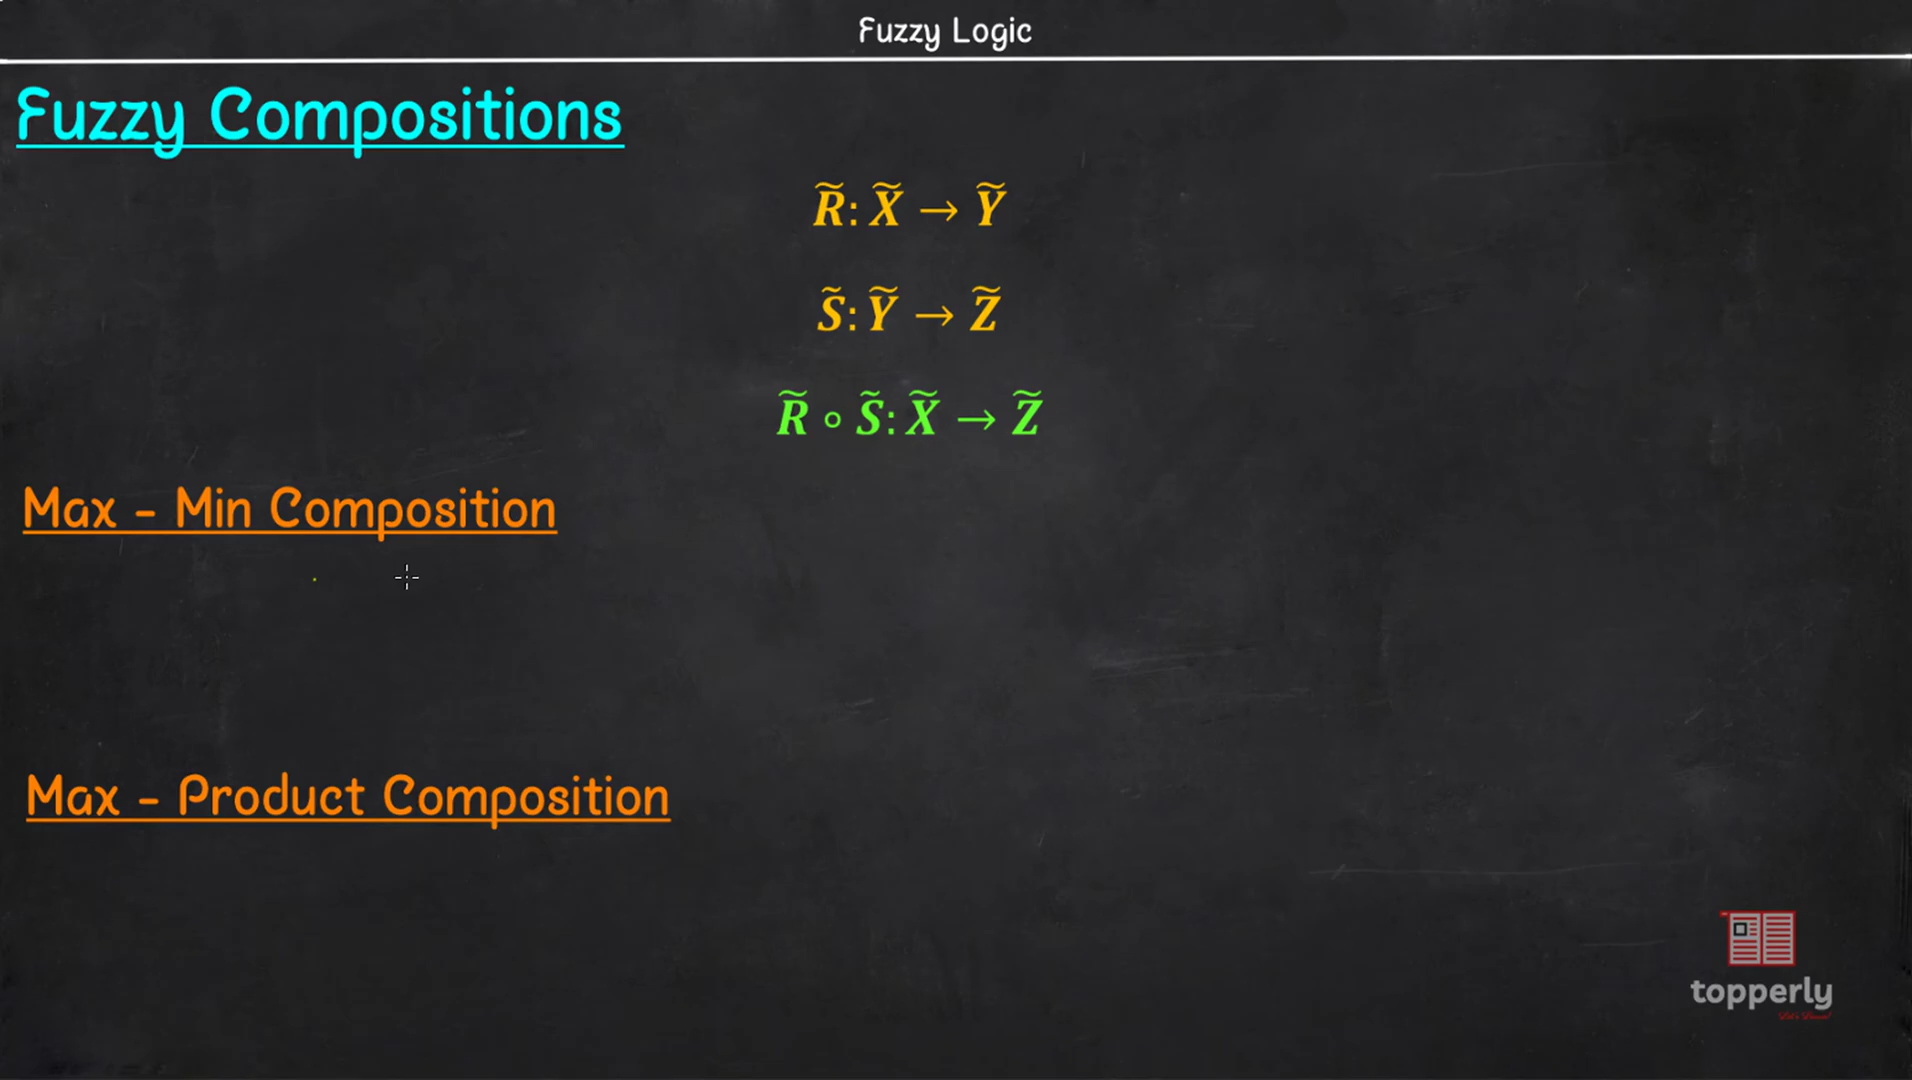 Fuzzy Logic
Fuzzy Compositions
R̃: X̃ → Ỹ
S̃: Ỹ → Z̃
R̃ ∘ S̃: X̃ → Z̃
Max - Min Composition
Max - Product Composition
topperly